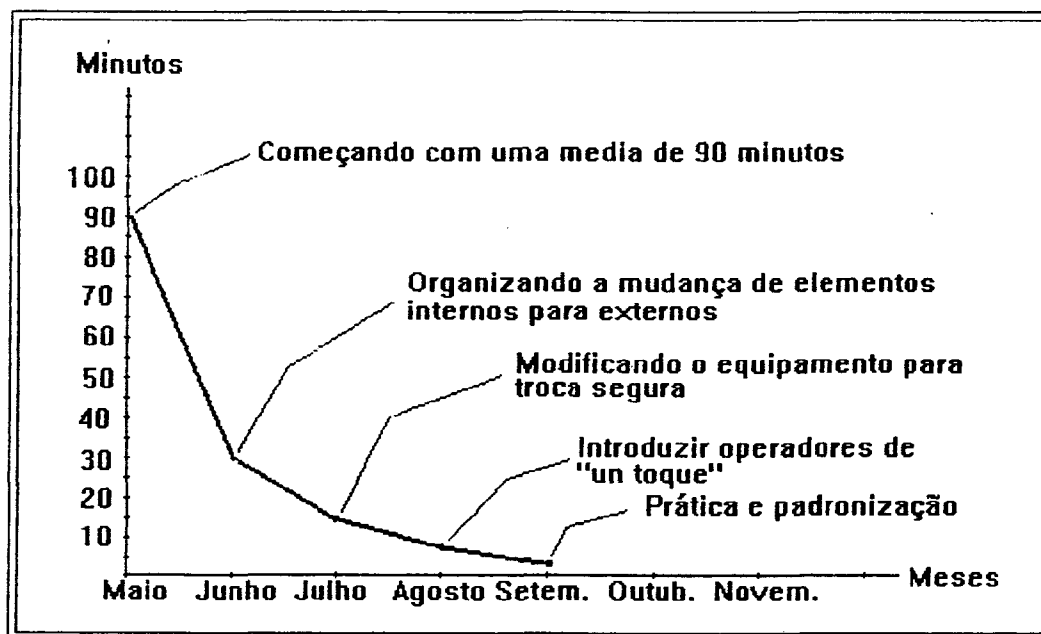 Minutos
Começando com uma media de 90 minutos
100
90
80
70
60
50
40
30
20
10
Organizando a mudança de elementos
internos para externos
Modificando o equipamento para
troca segura
Introduzir operadores de
"un toque"
Prática e padronização
Maio Junho Julho Agosto Setem. Outub. Novem.
Meses